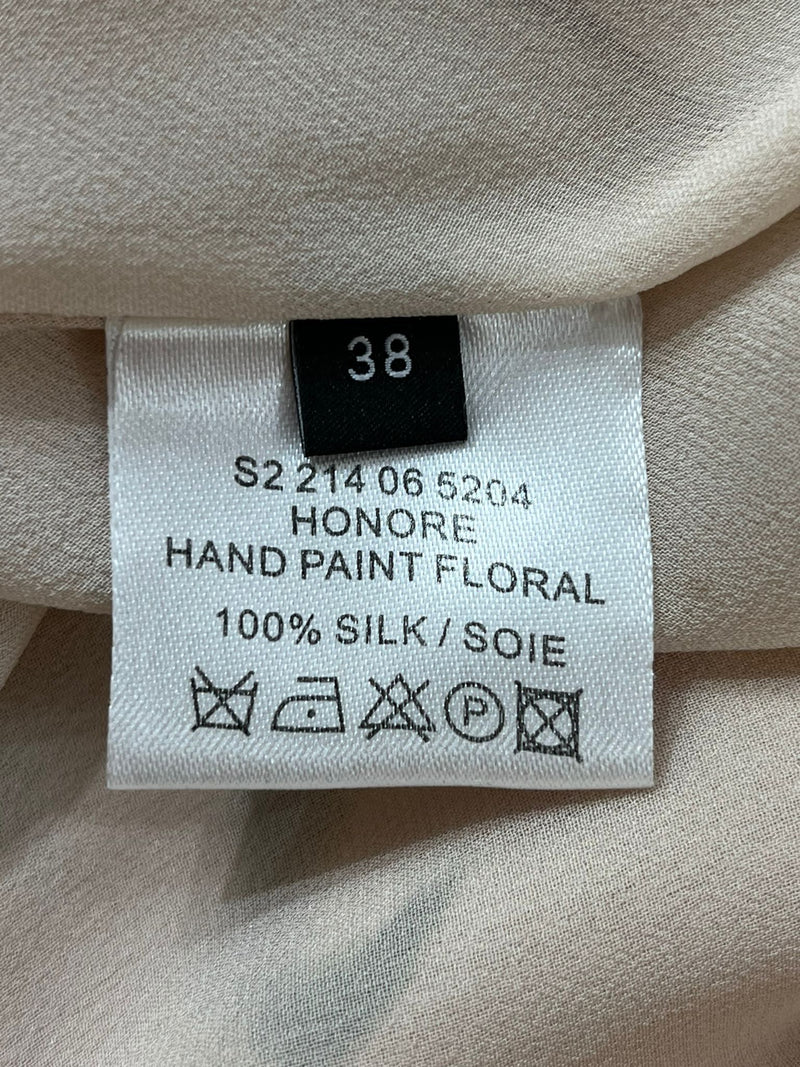 38
S2 214 06 5204
HONORE
HAND PAINT FLORAL
100% SILK / SOIE
P